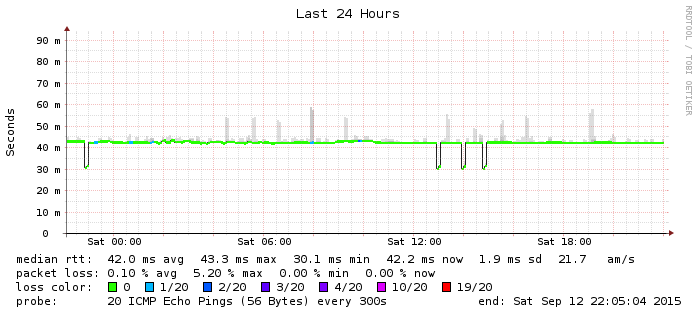 Last 24 Hours
RRDTOOL / TOBI OETIKER
Seconds
90 m
80 m
70 m
60 m
50 m
40 m
30 m
20 m
10 m
0
Sat 00:00 Sat 06:00 Sat 12:00 Sat 18:00
median rtt: 42.0 ms avg 43.3 ms max 30.1 ms min 42.2 ms now 1.9 ms sd 21.7 am/s
packet loss: 0.10 % avg 5.20 % max 0.00 % min 0.00 % now
loss color: 0 1/20 2/20 3/20 4/20 10/20 19/20
probe: 20 ICMP Echo Pings (56 Bytes) every 300s end: Sat Sep 12 22:05:04 2015